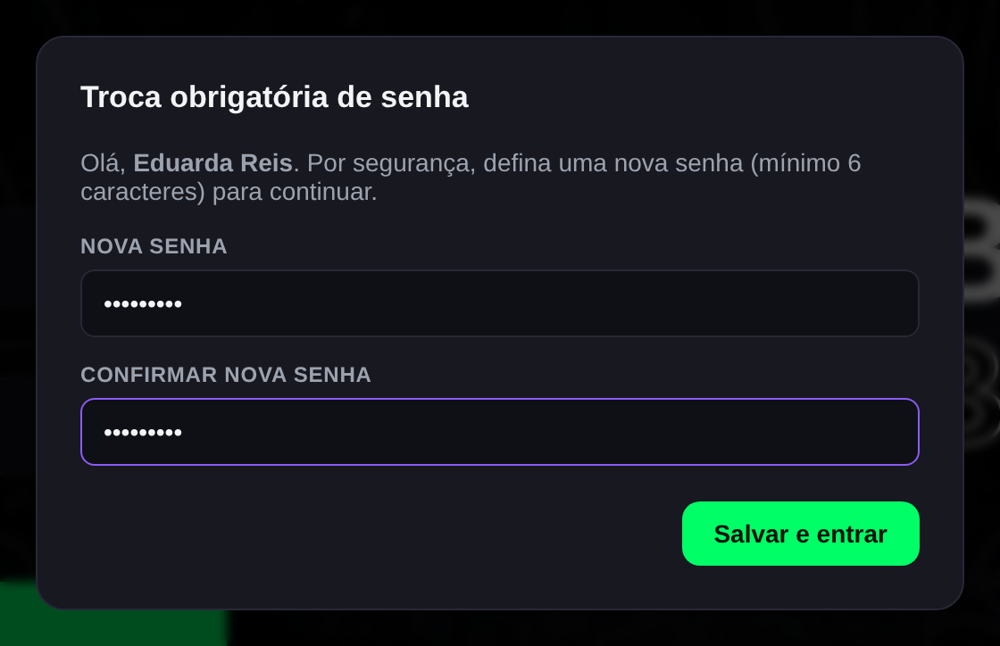 Troca obrigatória de senha
Olá, Eduarda Reis. Por segurança, defina uma nova senha (mínimo 6
caracteres) para continuar.
NOVA SENHA
•••••••••
CONFIRMAR NOVA SENHA
•••••••••
Salvar e entrar